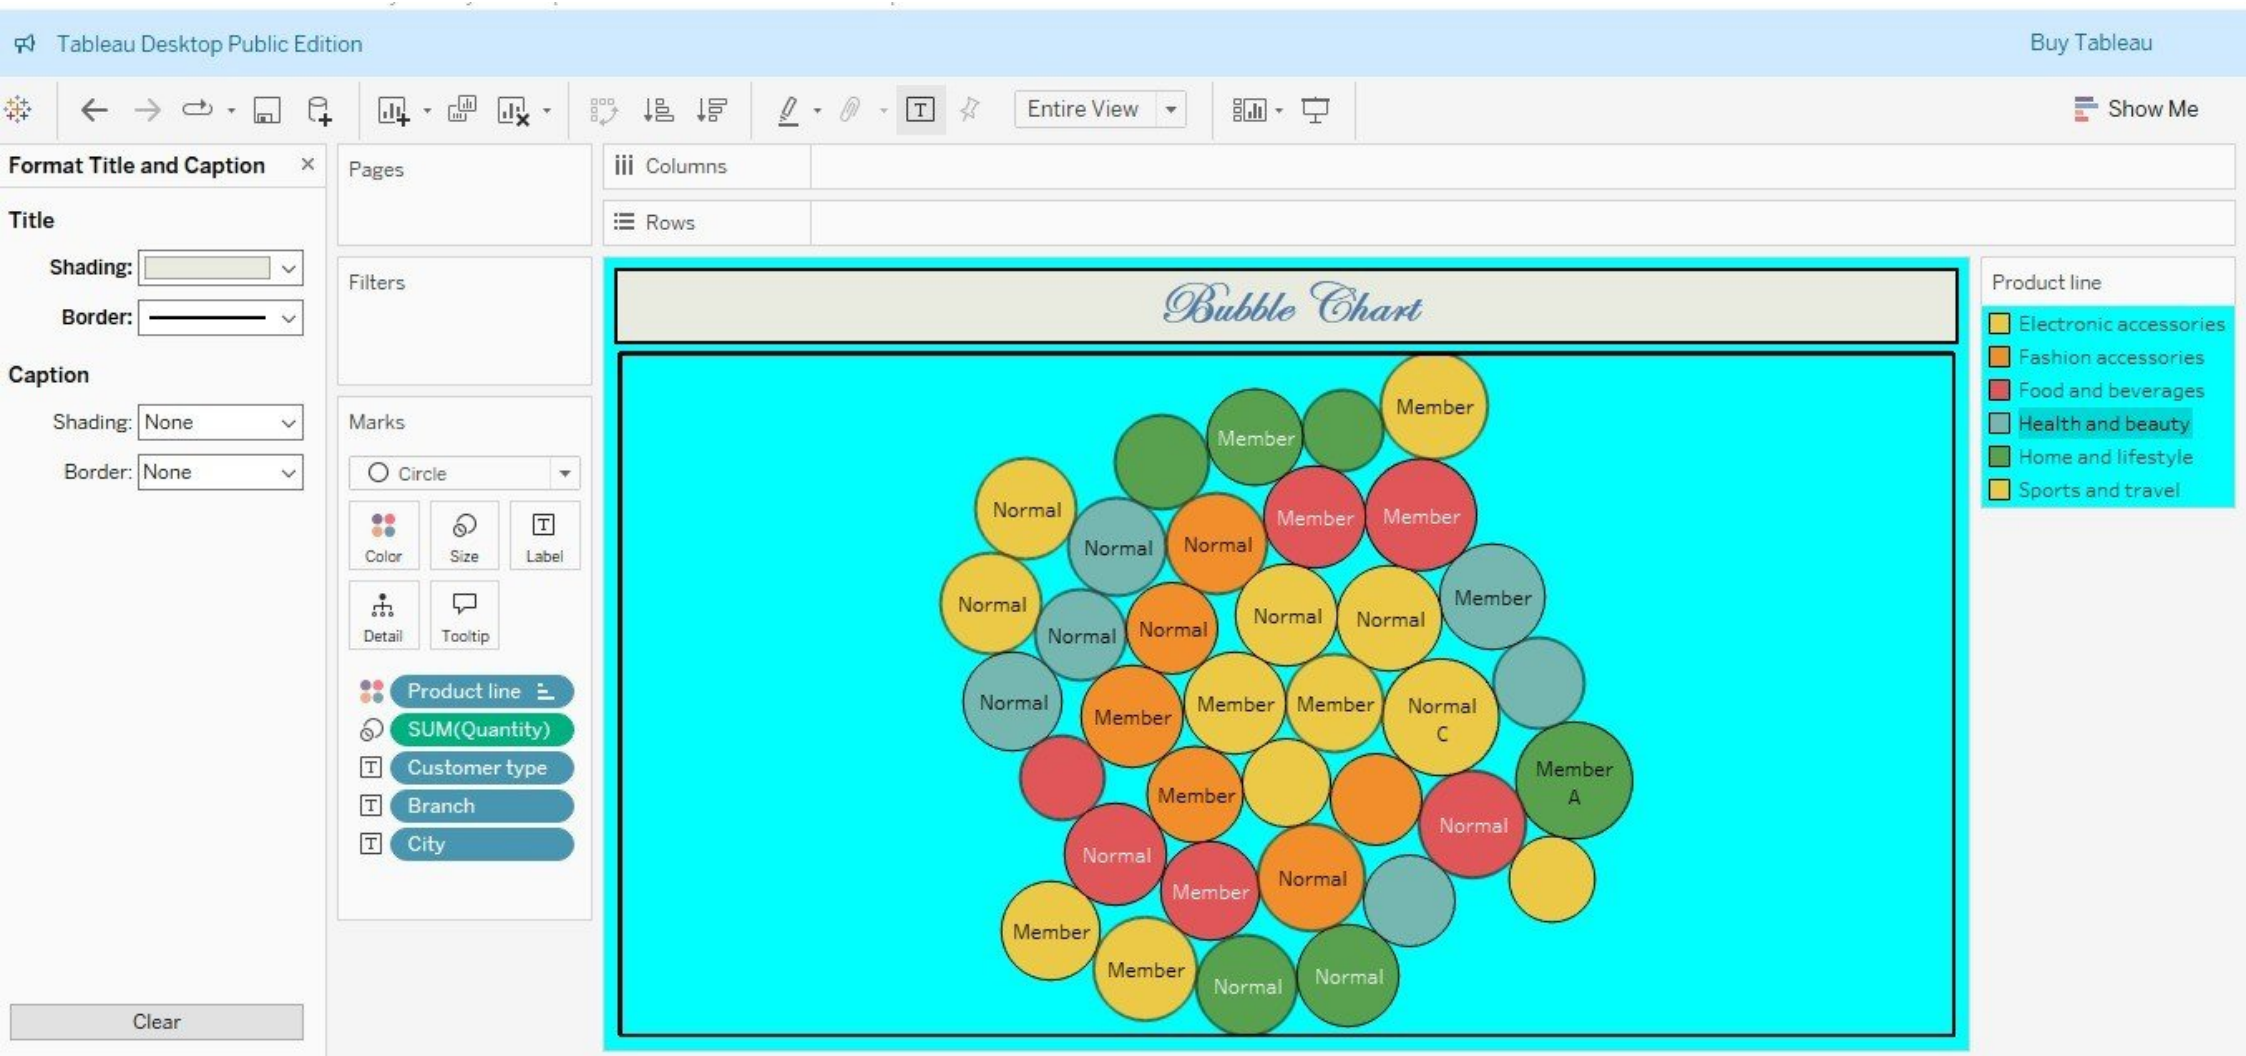 Tableau Desktop Public Edition
Buy Tableau
T
Entire View
Show Me
Format Title and Caption
Title
Shading:
Border:
Caption
Shading: None
Border: None
Clear
Pages
Filters
Marks
Circle
Color
Size
T
Label
Detail
Tooltip
Product line
SUM(Quantity)
T Customer type
T Branch
T City
iii Columns
Rows
Bubble Chart
Member
Member
Normal
Member
Member
Normal
Normal
Normal
Normal
Normal
Member
Normal
Normal
Normal
Normal
Member
Member
Member
Normal
C
Member
A
Member
Normal
Normal
Member
Normal
Member
Member
Normal
Normal
Product line
Electronic accessories
Fashion accessories
Food and beverages
Health and beauty
Home and lifestyle
Sports and travel